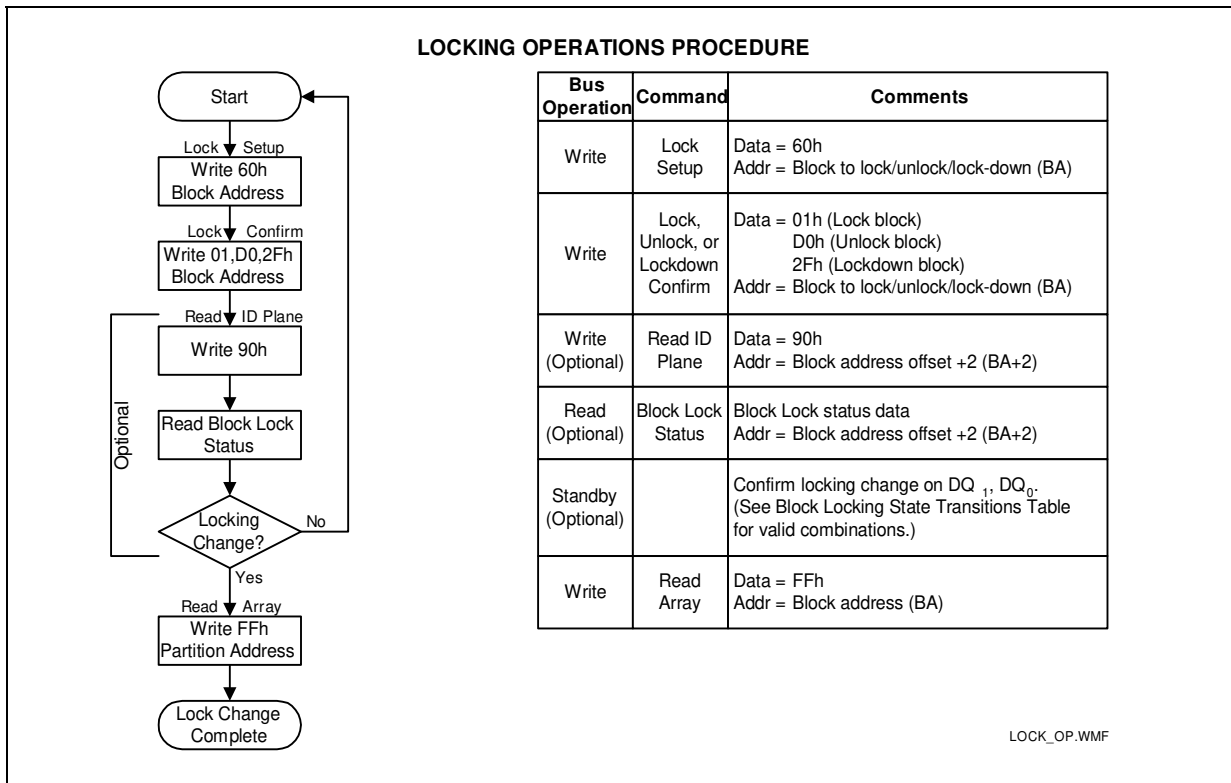 LOCKING OPERATIONS PROCEDURE
Start
Lock Setup
Write 60h
Block Address
Lock Confirm
Write 01,D0,2Fh
Block Address
Read ID Plane
Write 90h
Optional
Read Block Lock
Status
Locking
Change?
No
Yes
Read Array
Write FFh
Partition Address
Lock Change
Complete
Bus
Operation
Command
Comments
Write
Lock
Setup
Data = 60h
Addr = Block to lock/unlock/lock-down (BA)
Write
Lock,
Unlock, or
Lockdown
Confirm
Data = 01h (Lock block)
D0h (Unlock block)
2Fh (Lockdown block)
Addr = Block to lock/unlock/lock-down (BA)
Write
(Optional)
Read ID
Plane
Data = 90h
Addr = Block address offset +2 (BA+2)
Read
(Optional)
Block Lock
Status
Block Lock status data
Addr = Block address offset +2 (BA+2)
Standby
(Optional)
Confirm locking change on DQ 1, DQ0.
(See Block Locking State Transitions Table
for valid combinations.)
Write
Read
Array
Data = FFh
Addr = Block address (BA)
LOCK_OP.WMF